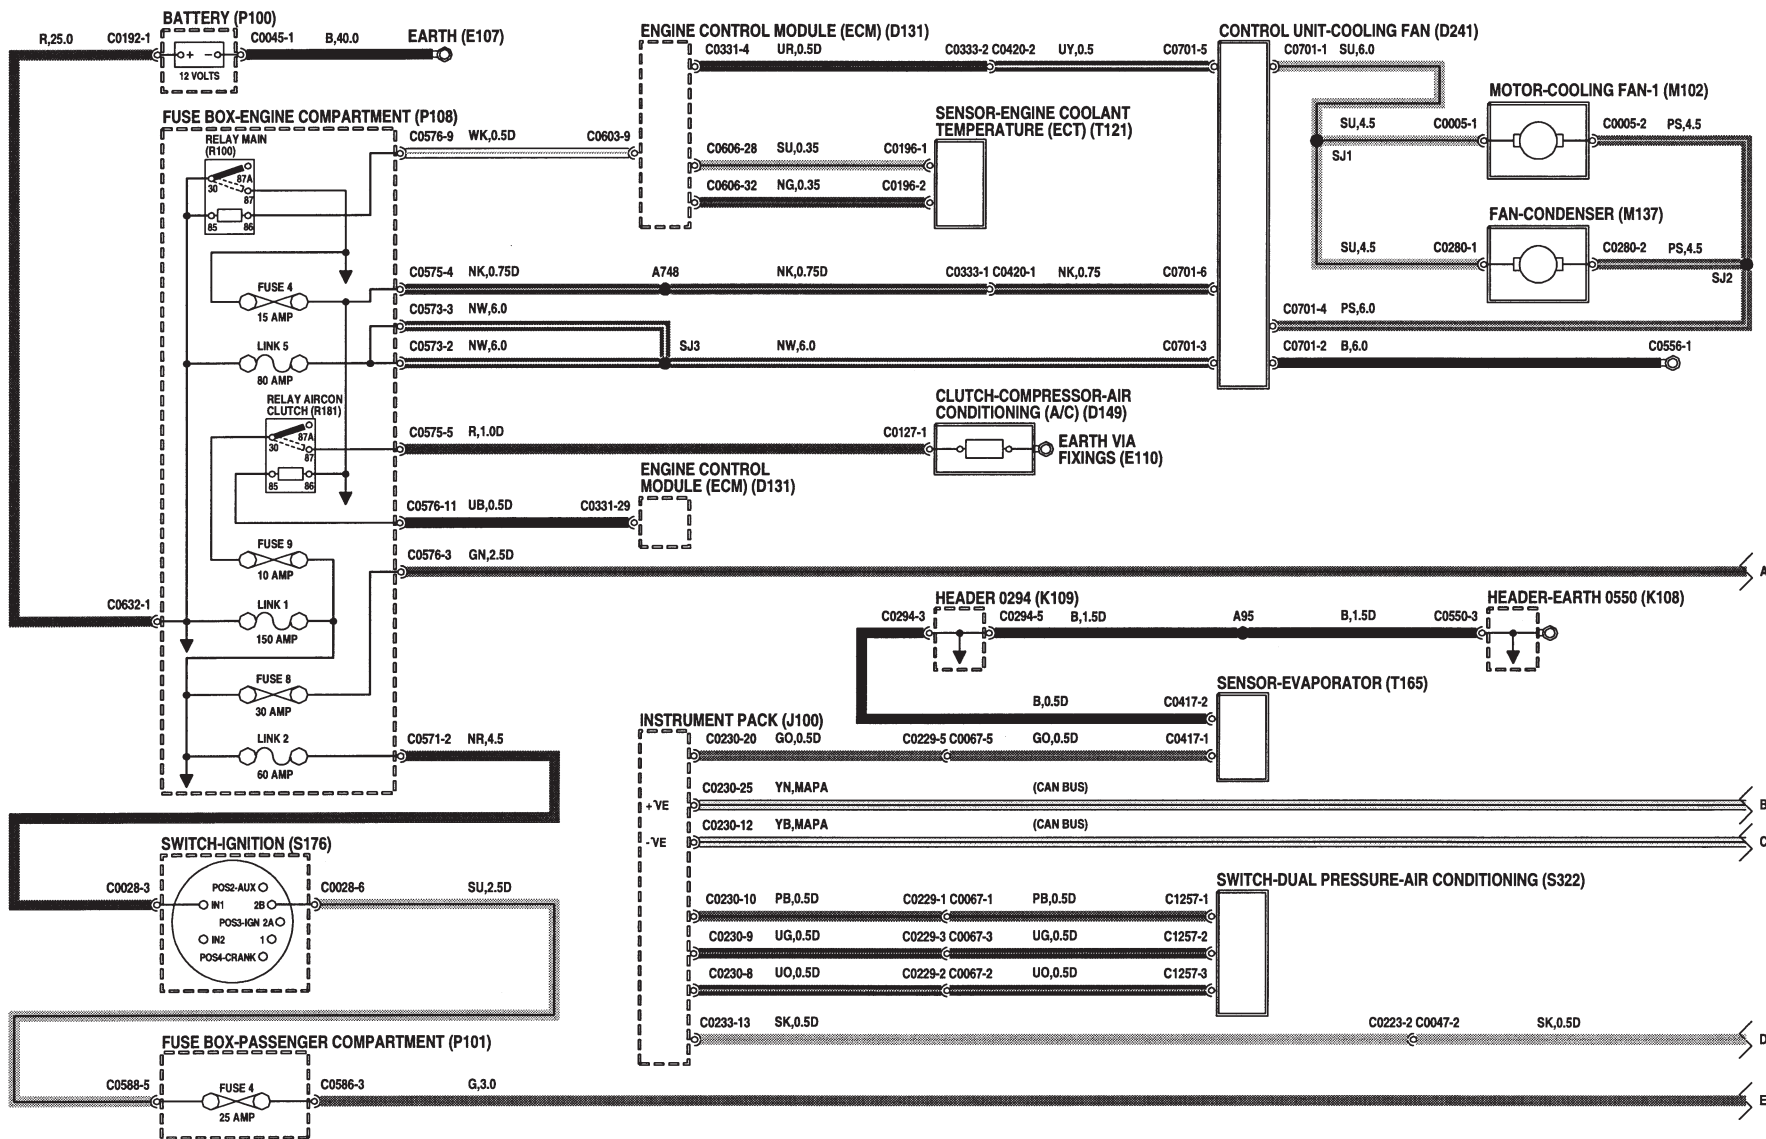 BATTERY (P100)
R,25.0 C0192-1 C0045-1 B,40.0 EARTH (E107)
+ -
12 VOLTS
FUSE BOX-ENGINE COMPARTMENT (P108)
RELAY MAIN
(R100)
87A
30
87
85 86
C0576-9 WK,0.5D C0603-9
FUSE 4
15 AMP
LINK 5
80 AMP
RELAY AIRCON
CLUTCH (R181)
87A
30
87
85 86
FUSE 9
10 AMP
C0632-1
LINK 1
150 AMP
FUSE 8
30 AMP
LINK 2
60 AMP
ENGINE CONTROL MODULE (ECM) (D131)
C0331-4 UR,0.5D C0333-2 C0420-2 UY,0.5 C0701-5
SENSOR-ENGINE COOLANT
TEMPERATURE (ECT) (T121)
C0606-28 SU,0.35 C0196-1
C0606-32 NG,0.35 C0196-2
CONTROL UNIT-COOLING FAN (D241)
C0701-1 SU,6.0
MOTOR-COOLING FAN-1 (M102)
SU,4.5 C0005-1 C0005-2 PS,4.5
SJ1
FAN-CONDENSER (M137)
SU,4.5 C0280-1 C0280-2 PS,4.5
SJ2
C0575-4 NK,0.75D A748 NK,0.75D C0333-1 C0420-1 NK,0.75 C0701-6
C0573-3 NW,6.0
C0701-4 PS,6.0
C0573-2 NW,6.0 SJ3 NW,6.0 C0701-3
C0701-2 B,6.0 C0556-1
CLUTCH-COMPRESSOR-AIR
CONDITIONING (A/C) (D149)
C0575-5 R,1.0D C0127-1
EARTH VIA
FIXINGS (E110)
ENGINE CONTROL
MODULE (ECM) (D131)
C0576-11 UB,0.5D C0331-29
C0576-3 GN,2.5D
A
HEADER 0294 (K109)
HEADER-EARTH 0550 (K108)
C0294-3 C0294-5 B,1.5D A95 B,1.5D C0550-3
SENSOR-EVAPORATOR (T165)
B,0.5D C0417-2
INSTRUMENT PACK (J100)
C0571-2 NR,4.5
C0230-20 GO,0.5D C0229-5 C0067-5 GO,0.5D C0417-1
C0230-25 YN,MAPA (CAN BUS)
+'VE
B
C0230-12 YB,MAPA (CAN BUS)
-'VE
C
SWITCH-IGNITION (S176)
C0028-3 C0028-6 SU,2.5D
POS2-AUX
IN1 2B
POS3-IGN 2A
IN2 1
POS4-CRANK
SWITCH-DUAL PRESSURE-AIR CONDITIONING (S322)
C0230-10 PB,0.5D C0229-1 C0067-1 PB,0.5D C1257-1
C0230-9 UG,0.5D C0229-3 C0067-3 UG,0.5D C1257-2
C0230-8 UO,0.5D C0229-2 C0067-2 UO,0.5D C1257-3
C0233-13 SK,0.5D C0223-2 C0047-2 SK,0.5D
D
FUSE BOX-PASSENGER COMPARTMENT (P101)
C0588-5 C0586-3 G,3.0
FUSE 4
25 AMP
E